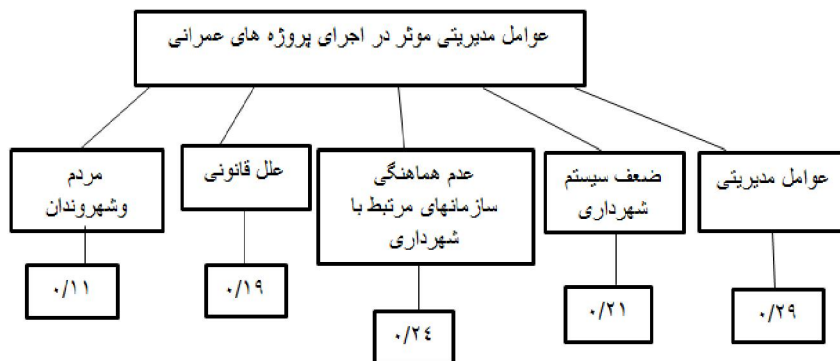 عوامل مدیریتی موثر در اجرای پروژه های عمرانی
عوامل مدیریتی
ضعف سیستم
شهرداری
عدم هماهنگی
سازمانهای مرتبط با
شهرداری
علل قانونی
مردم
وشهروندان
۰/۲۹
۰/۲۱
۰/۲٤
۰/۱۹
۰/۱۱